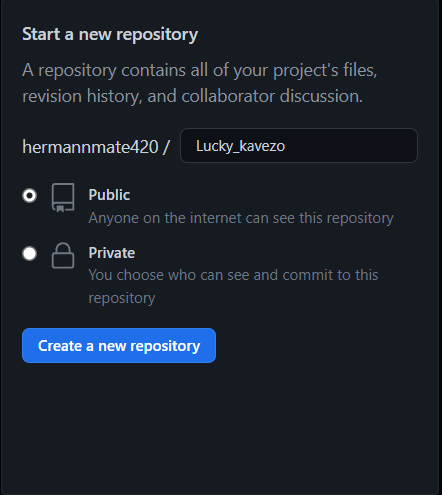 Start a new repository
A repository contains all of your project's files,
revision history, and collaborator discussion.
hermannmate420 / Lucky_kavezo
Public
Anyone on the internet can see this repository
Private
You choose who can see and commit to this
repository
Create a new repository